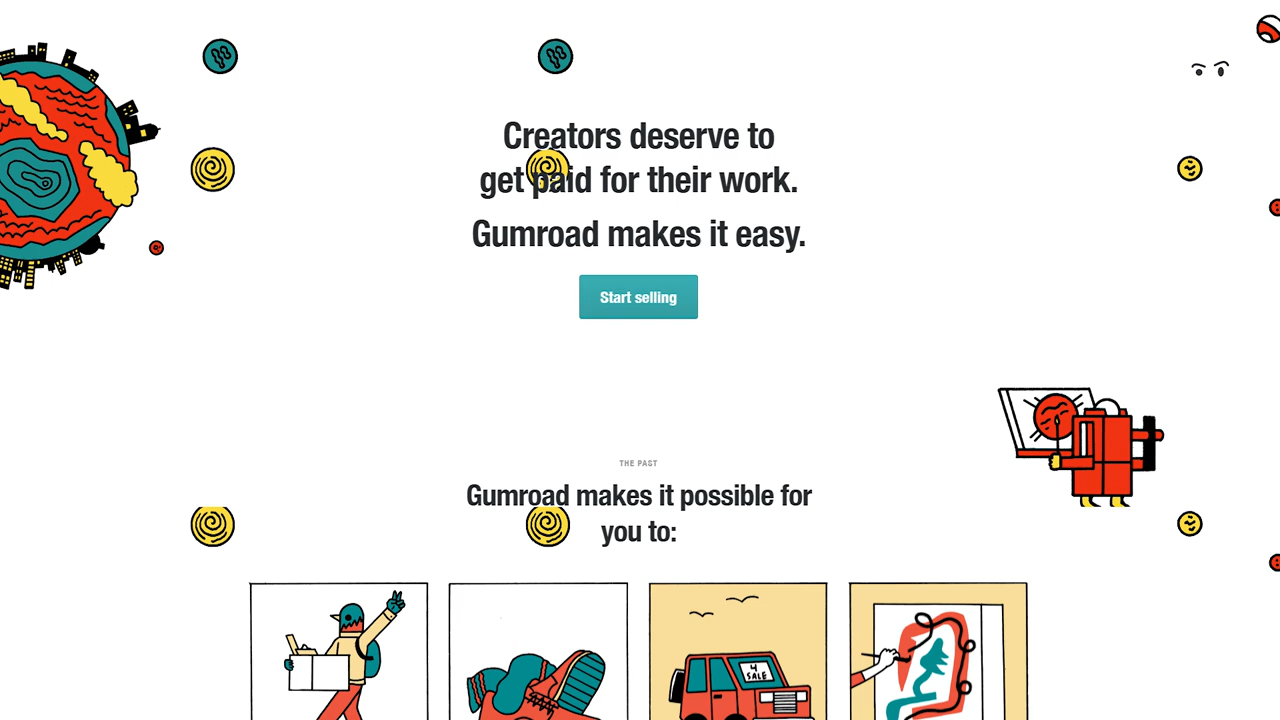 Creators deserve to
get paid for their work.
Gumroad makes it easy.
Start selling
THE PAST
Gumroad makes it possible for
you to:
4
SALE